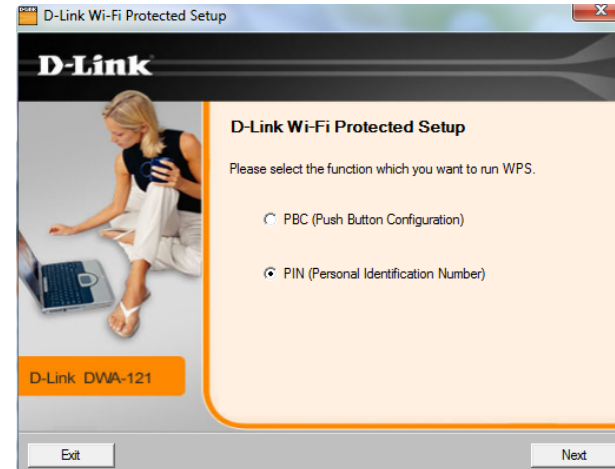 D-Link Wi-Fi Protected Setup
D-Link
D-Link Wi-Fi Protected Setup
Please select the function which you want to run WPS.
PBC (Push Button Configuration)
PIN (Personal Identification Number)
D-Link DWA-121
Exit
Next